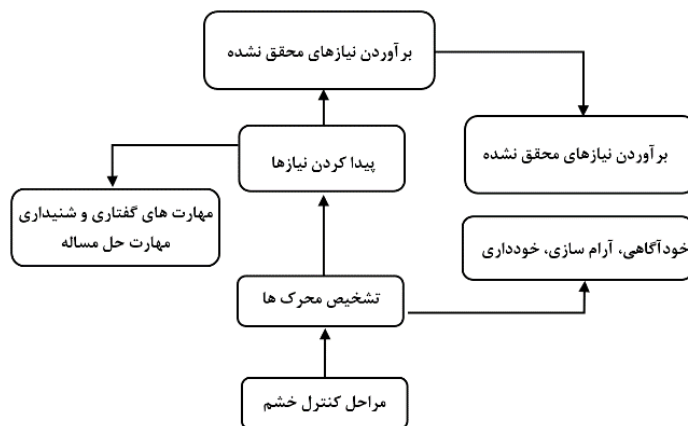 برآوردن نیازهای محقق نشده
برآوردن نیازهای محقق نشده
پیدا کردن نیازها
مهارت های گفتاری و شنیداری
مهارت حل مساله
خودآگاهی، آرام سازی، خودداری
تشخیص محرک ها
مراحل کنترل خشم